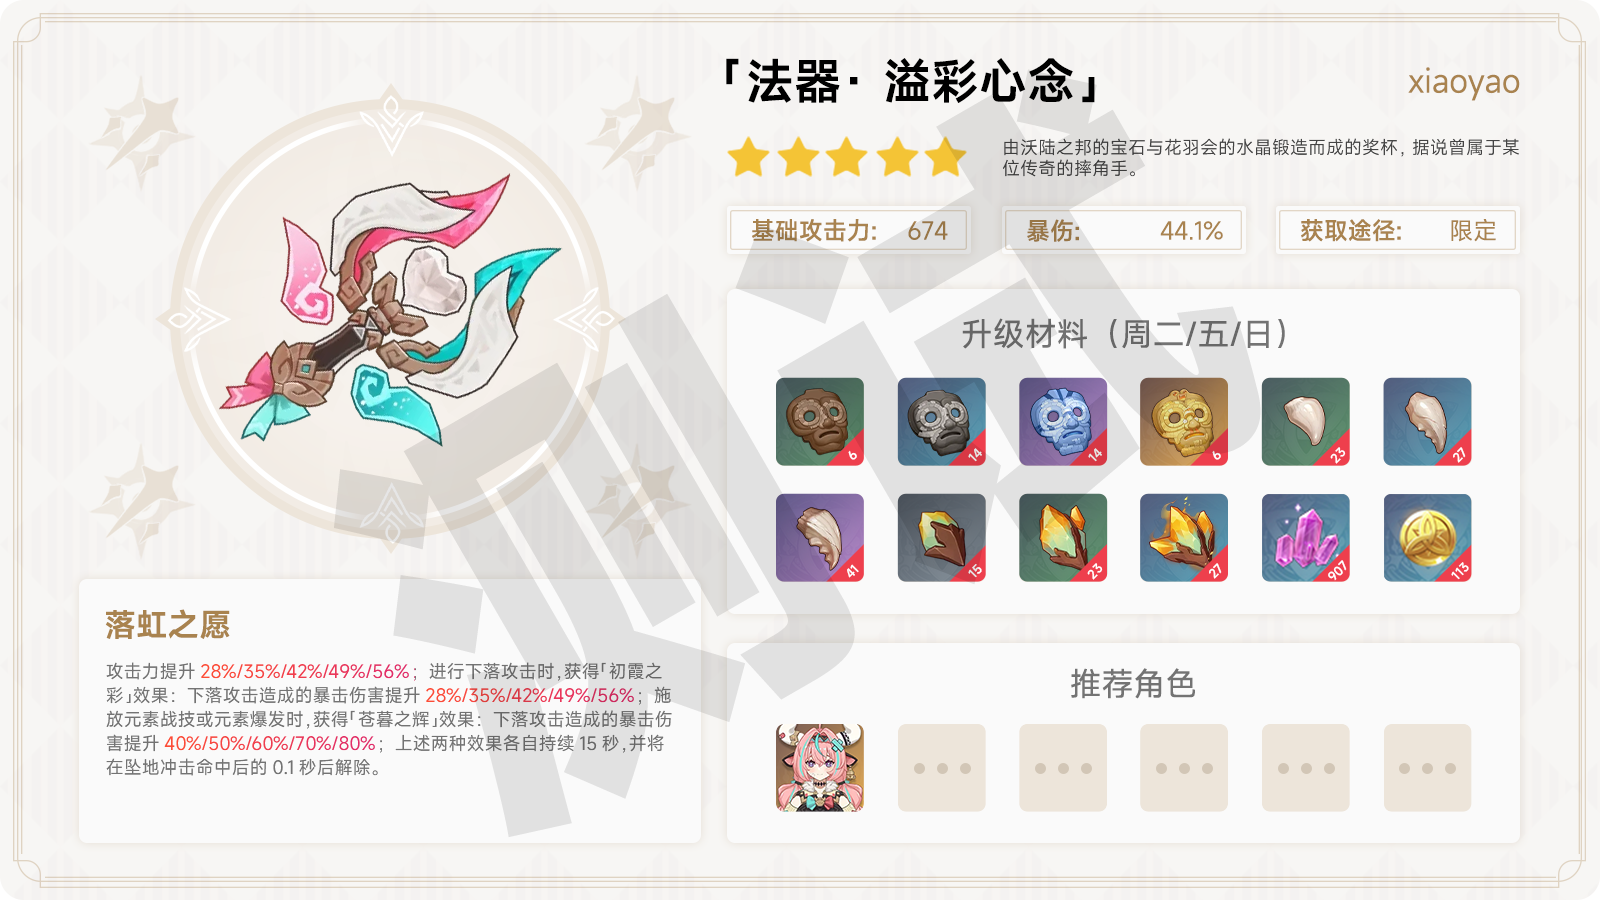 「法器· 溢彩心念」
xiaoyao
由沃陆之邦的宝石与花羽会的水晶锻造而成的奖杯，据说曾属于某
位传奇的摔角手。
基础攻击力: 674
暴伤: 44.1%
获取途径: 限定
升级材料（周二/五/日）
6 14 14 6 23 27
41 15 23 27 907 113
落虹之愿
攻击力提升 28%/35%/42%/49%/56%；进行下落攻击时,获得「初霞之
彩」效果：下落攻击造成的暴击伤害提升 28%/35%/42%/49%/56%；施
放元素战技或元素爆发时,获得「苍暮之辉」效果：下落攻击造成的暴击伤
害提升 40%/50%/60%/70%/80%；上述两种效果各自持续 15 秒,并将
在坠地冲击命中后的 0.1 秒后解除。
推荐角色
测试